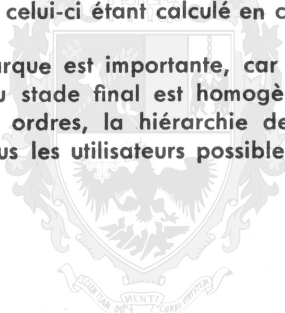 celui-ci étant calculé en c
arque est importante, car
u stade final est homogè
ordres, la hiérarchie de
us les utilisateurs possible
MENTI